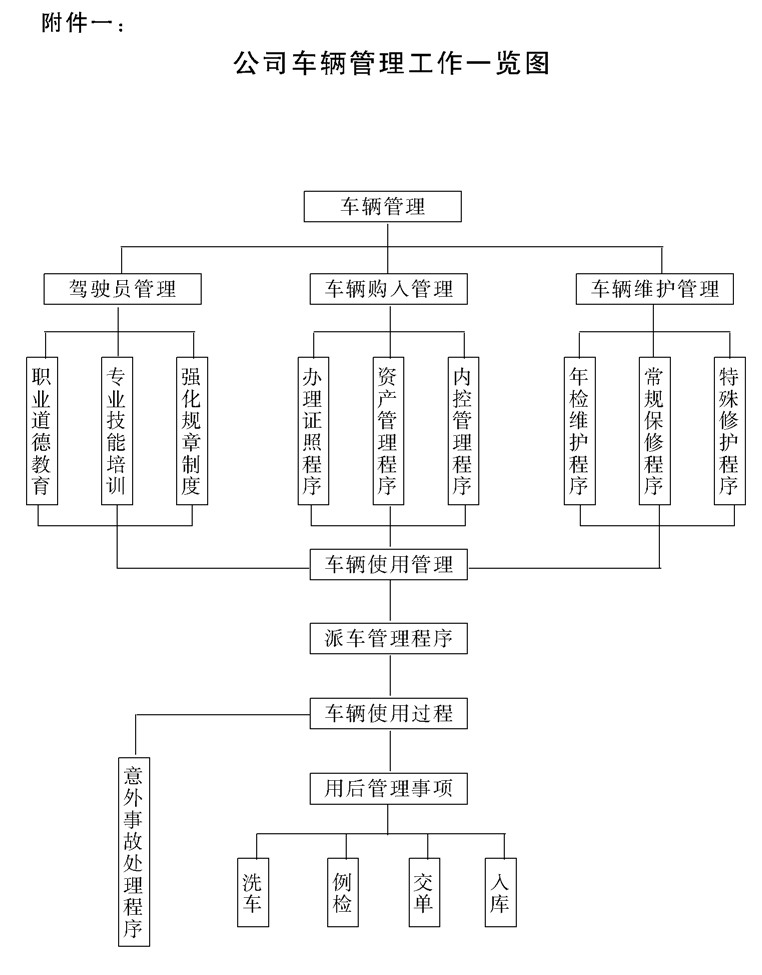 附件一：
公司车辆管理工作一览图
车辆管理
驾驶员管理
车辆购入管理
车辆维护管理
职业道德教育
专业技能培训
强化规章制度
办理证照程序
资产管理程序
内控管理程序
年检维护程序
常规保修程序
特殊修护程序
车辆使用管理
派车管理程序
车辆使用过程
意外事故处理程序
用后管理事项
洗车
例检
交单
入库